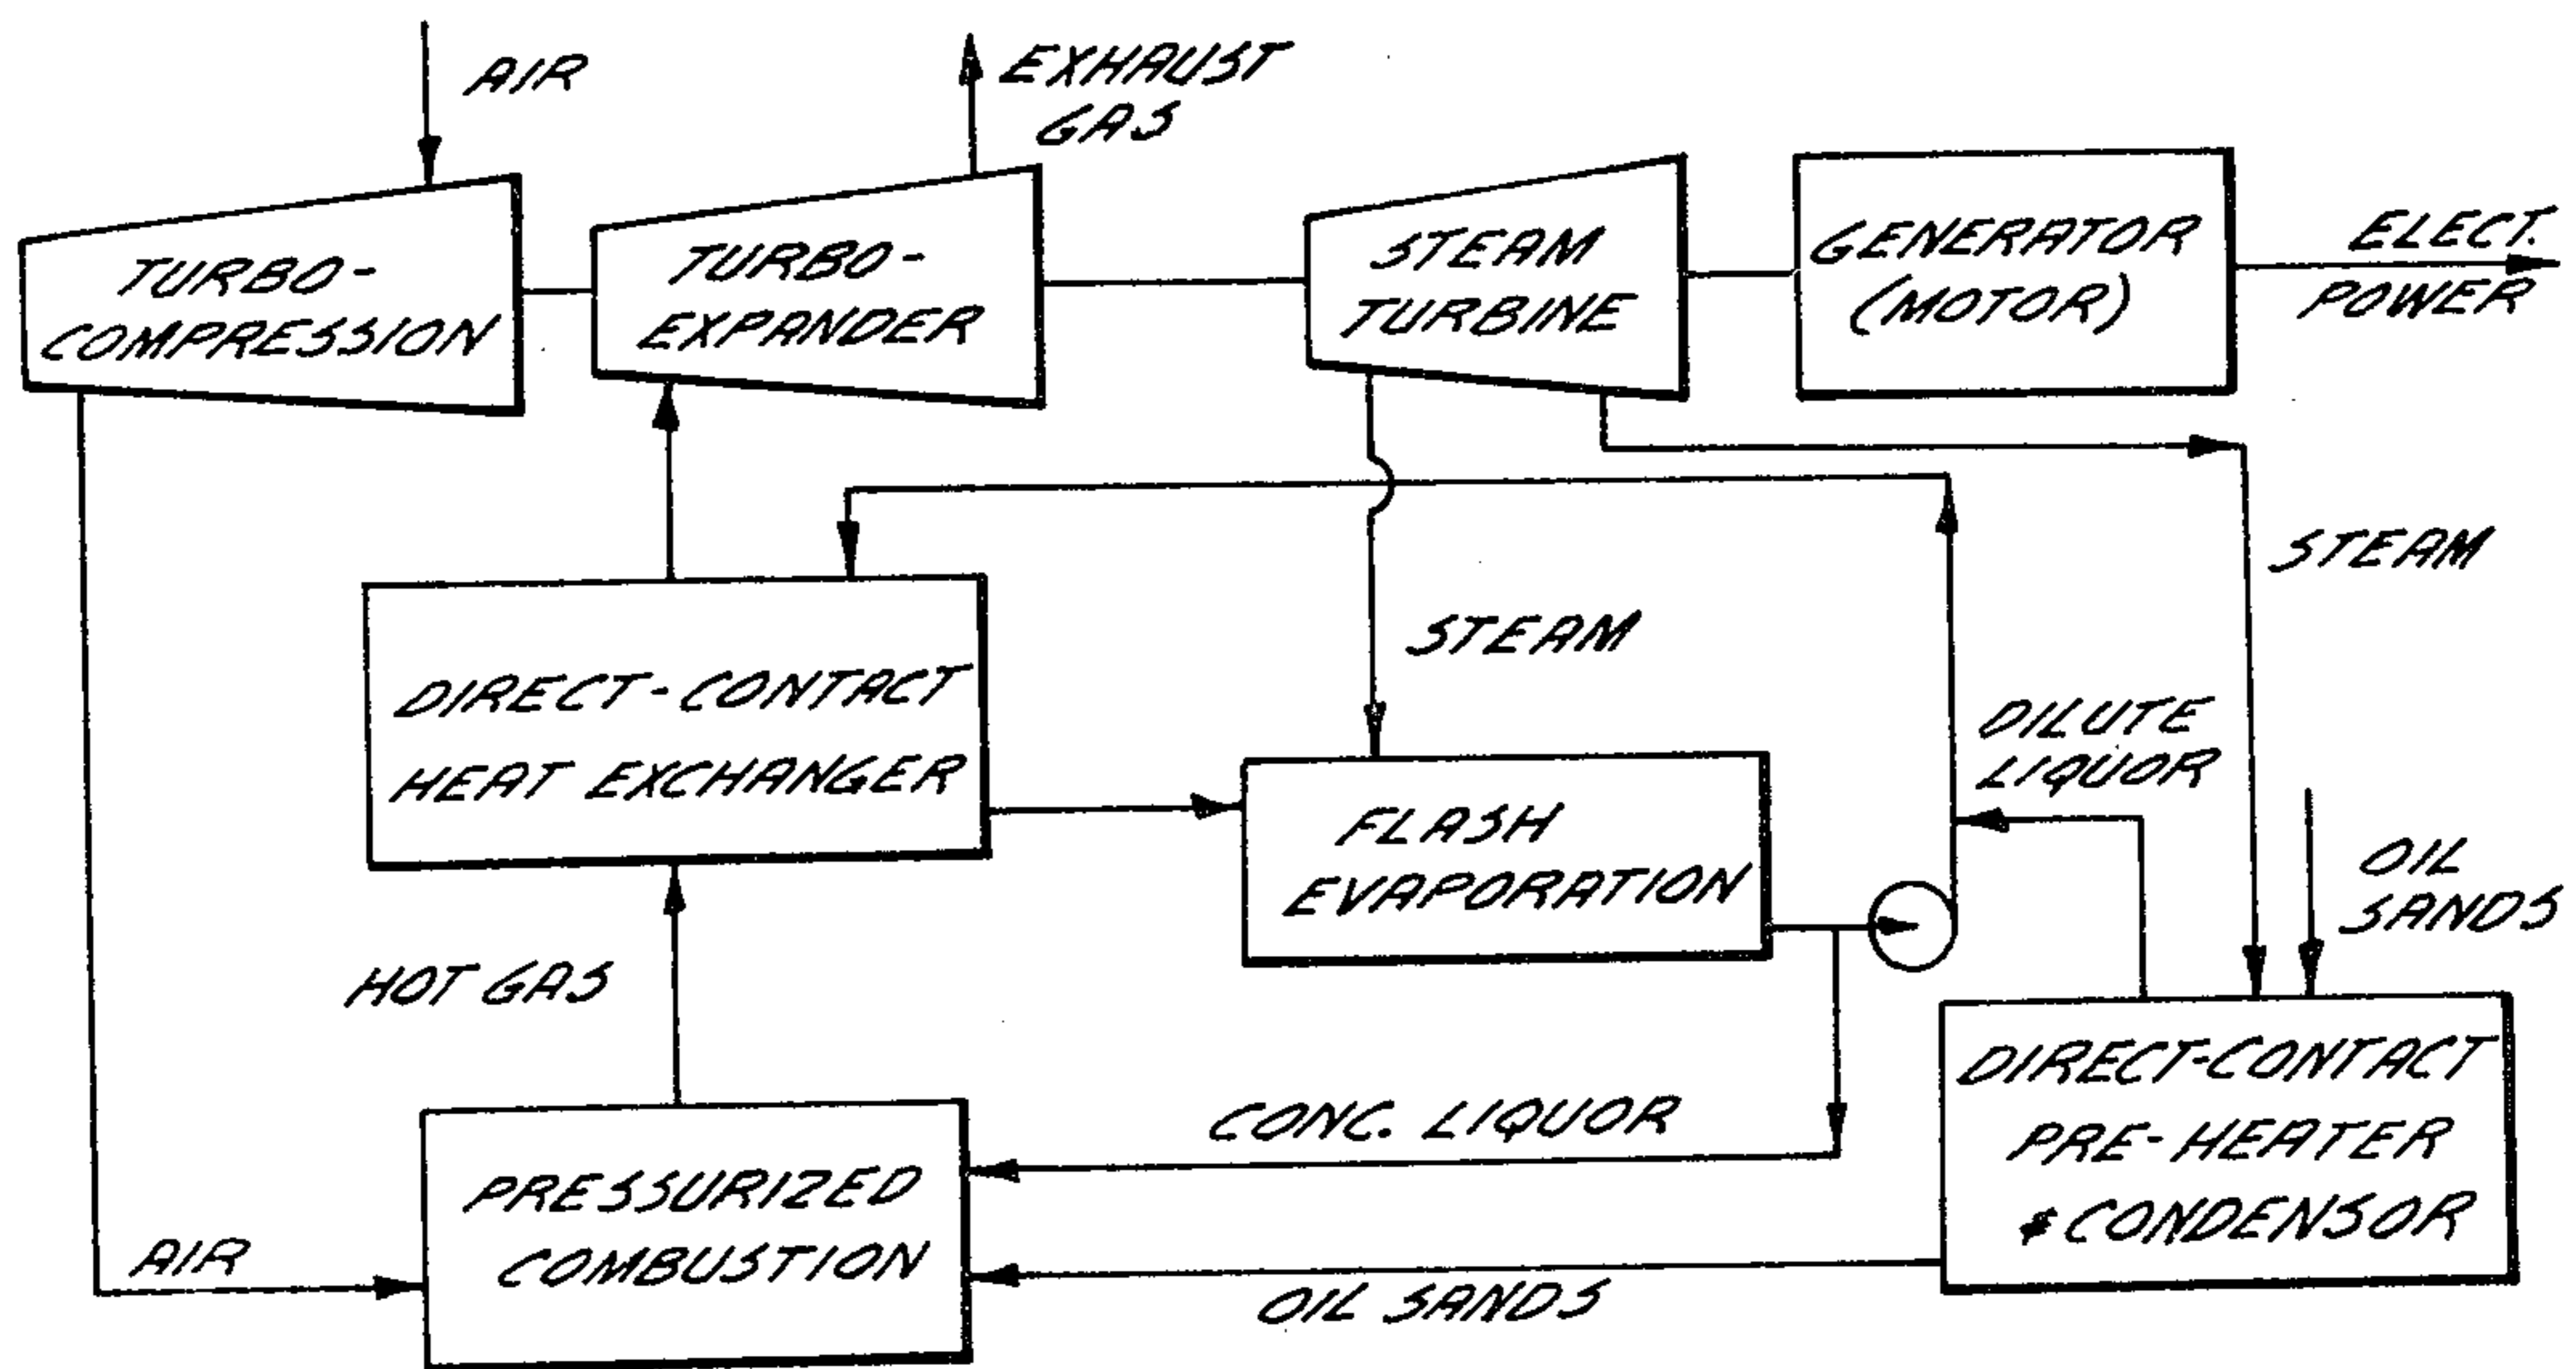 AIR
EXHAUST
GAS
TURBO-
COMPRESSION
TURBO-
EXPANDER
STEAM
TURBINE
GENERATOR
(MOTOR)
ELECT.
POWER
STEAM
DIRECT-CONTACT
HEAT EXCHANGER
STEAM
DILUTE
LIQUOR
FLASH
EVAPORATION
OIL
SANDS
HOT GAS
DIRECT-CONTACT
PRE-HEATER
& CONDENSOR
CONC. LIQUOR
PRESSURIZED
COMBUSTION
AIR
OIL SANDS